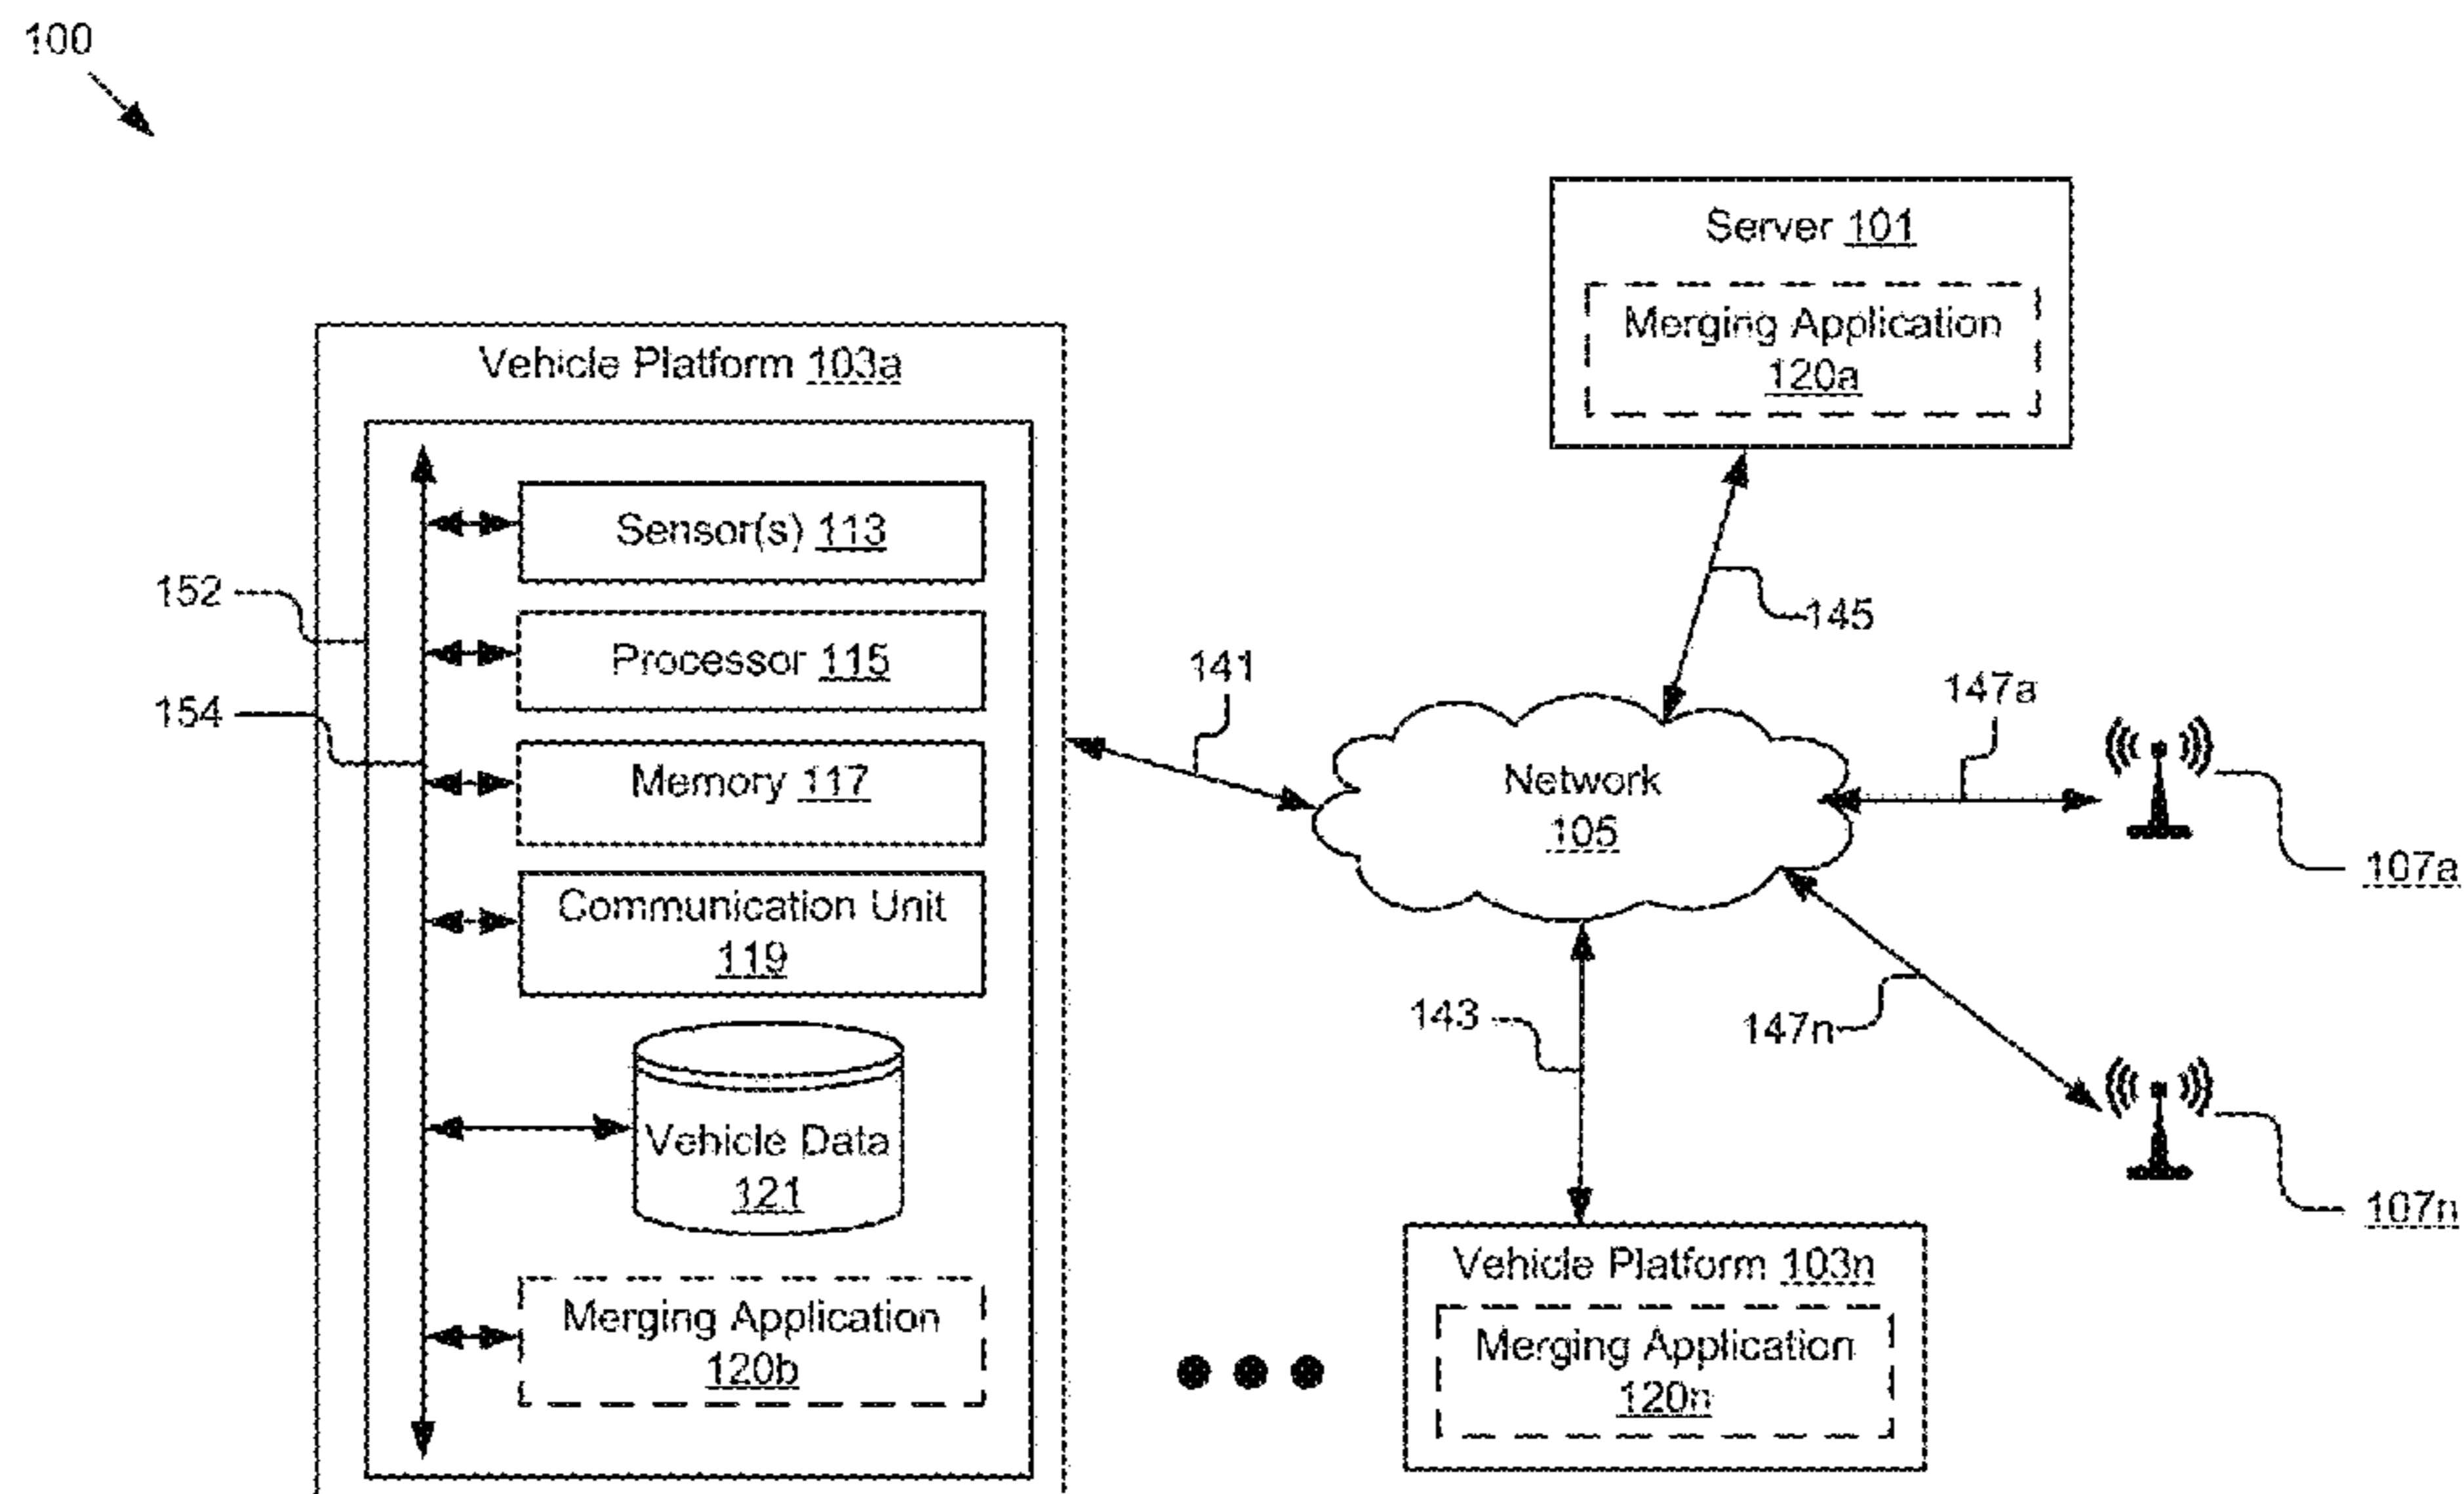 100
Server 101
Merging Application
120a
Vehicle Platform 103a
Sensor(s) 113
Processor 115
Memory 117
Communication Unit
119
Vehicle Data
121
Merging Application
120b
152
154
141
145
Network
105
147a
107a
143
147n
107n
Vehicle Platform 103n
Merging Application
120n